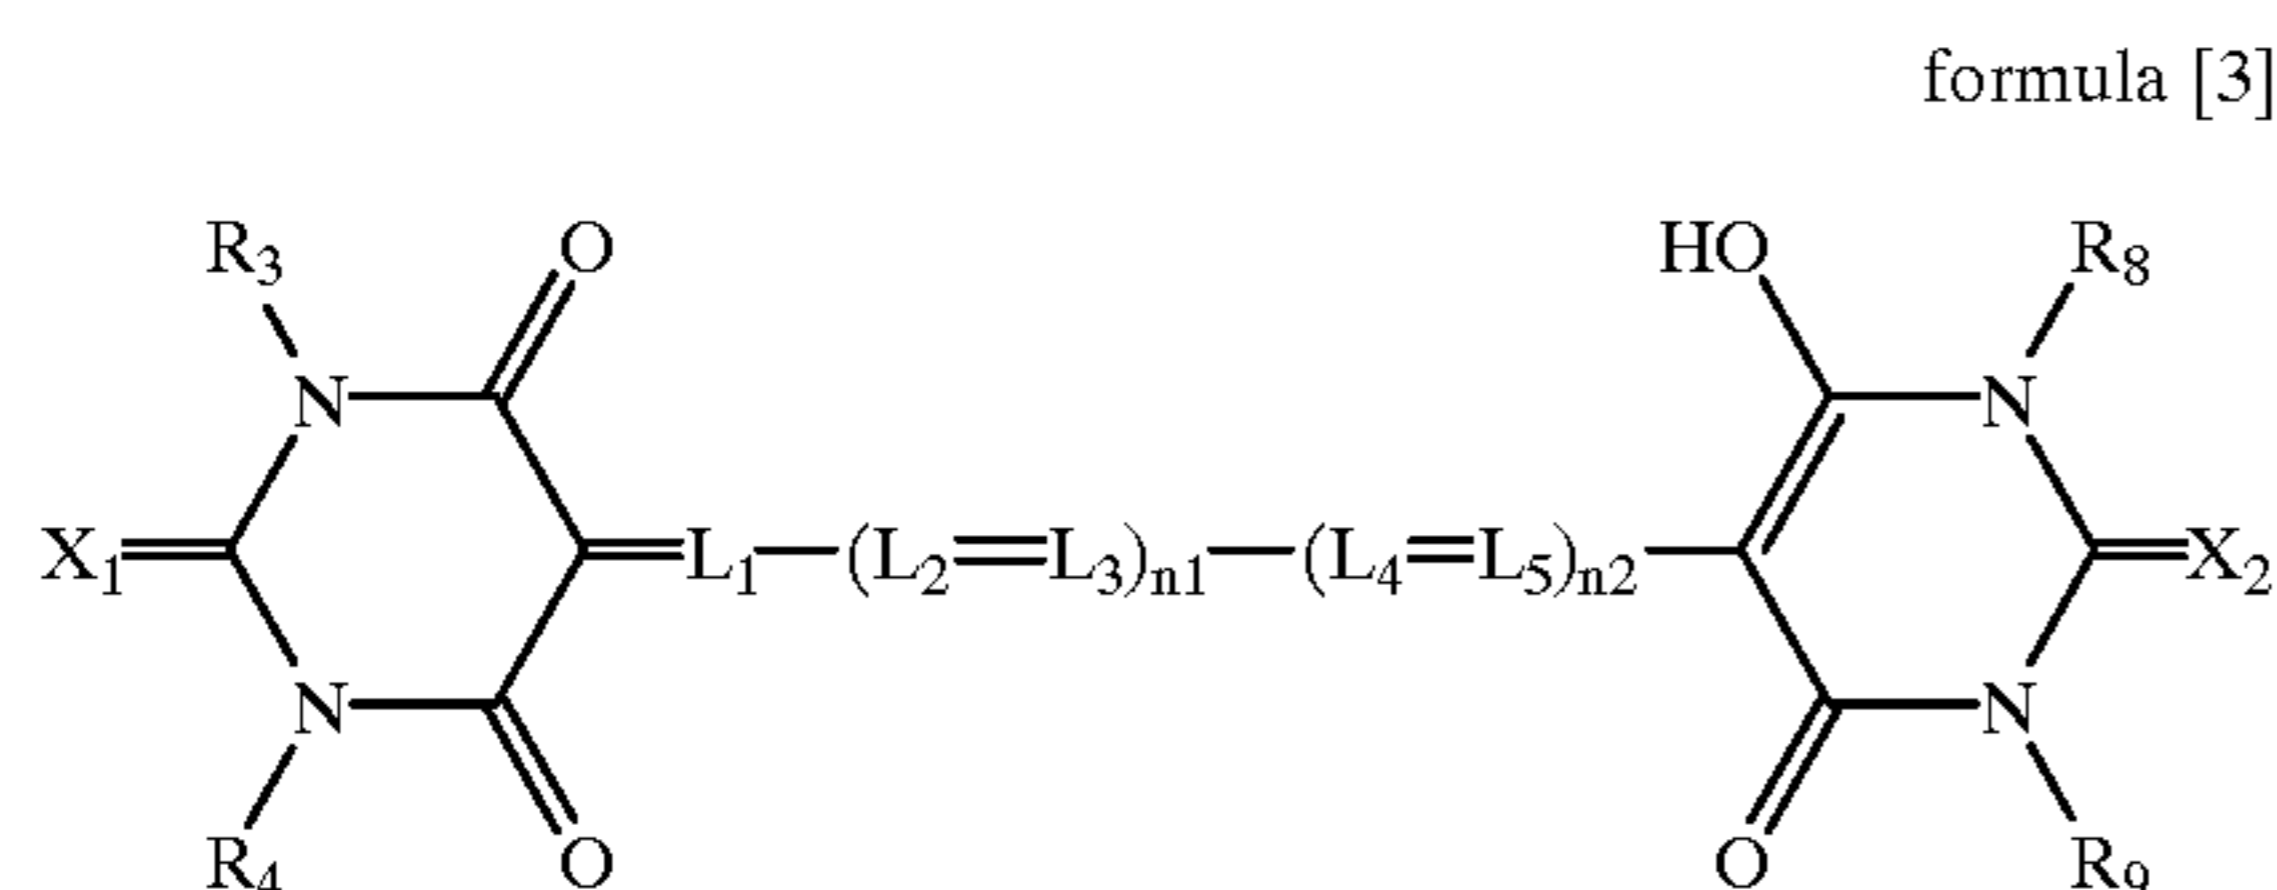 formula [3]
R3 O HO R8
N N
X1 L1 (L2 L3)n1 (L4 L5)n2 X2
N N
R4 O O R9